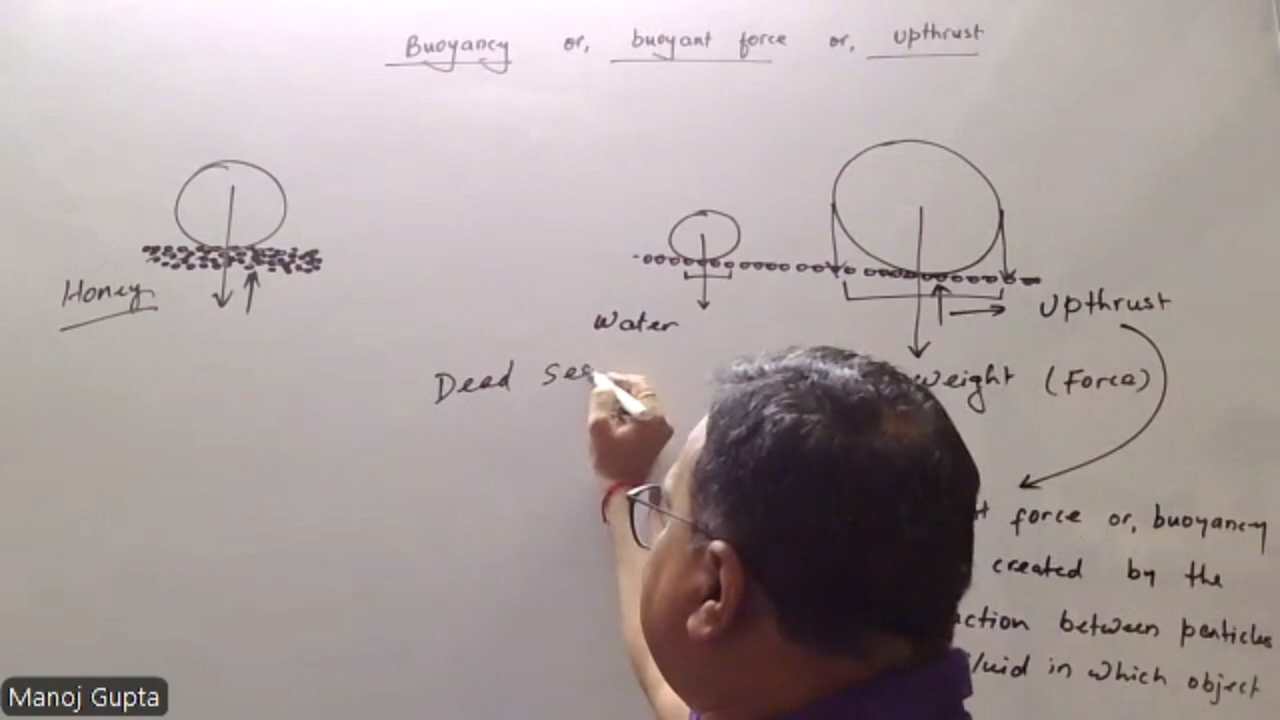 Buoyancy or, buoyant force or, Upthrust
Honey
Water
Upthrust
Dead Sea
Weight (Force)
force or, buoyancy
created by the
between particles
in which object
Manoj Gupta